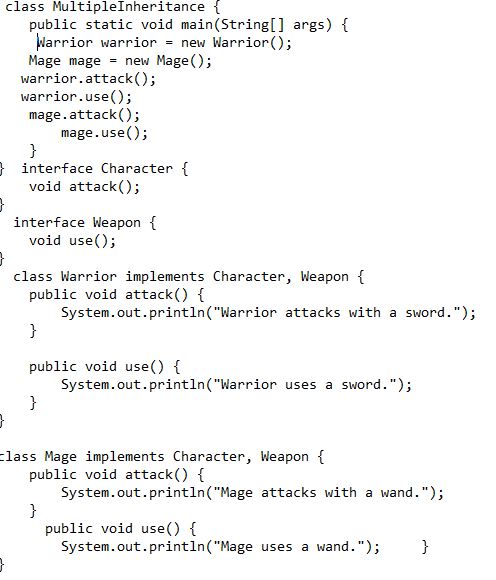 class MultipleInheritance {
public static void main(String[] args) {
Warrior warrior = new Warrior();
Mage mage = new Mage();
warrior.attack();
warrior.use();
mage.attack();
mage.use();
}
} interface Character {
void attack();
}
interface Weapon {
void use();
}
class Warrior implements Character, Weapon {
public void attack() {
System.out.println("Warrior attacks with a sword.");
}
public void use() {
System.out.println("Warrior uses a sword.");
}
}
class Mage implements Character, Weapon {
public void attack() {
System.out.println("Mage attacks with a wand.");
}
public void use() {
System.out.println("Mage uses a wand."); }
}